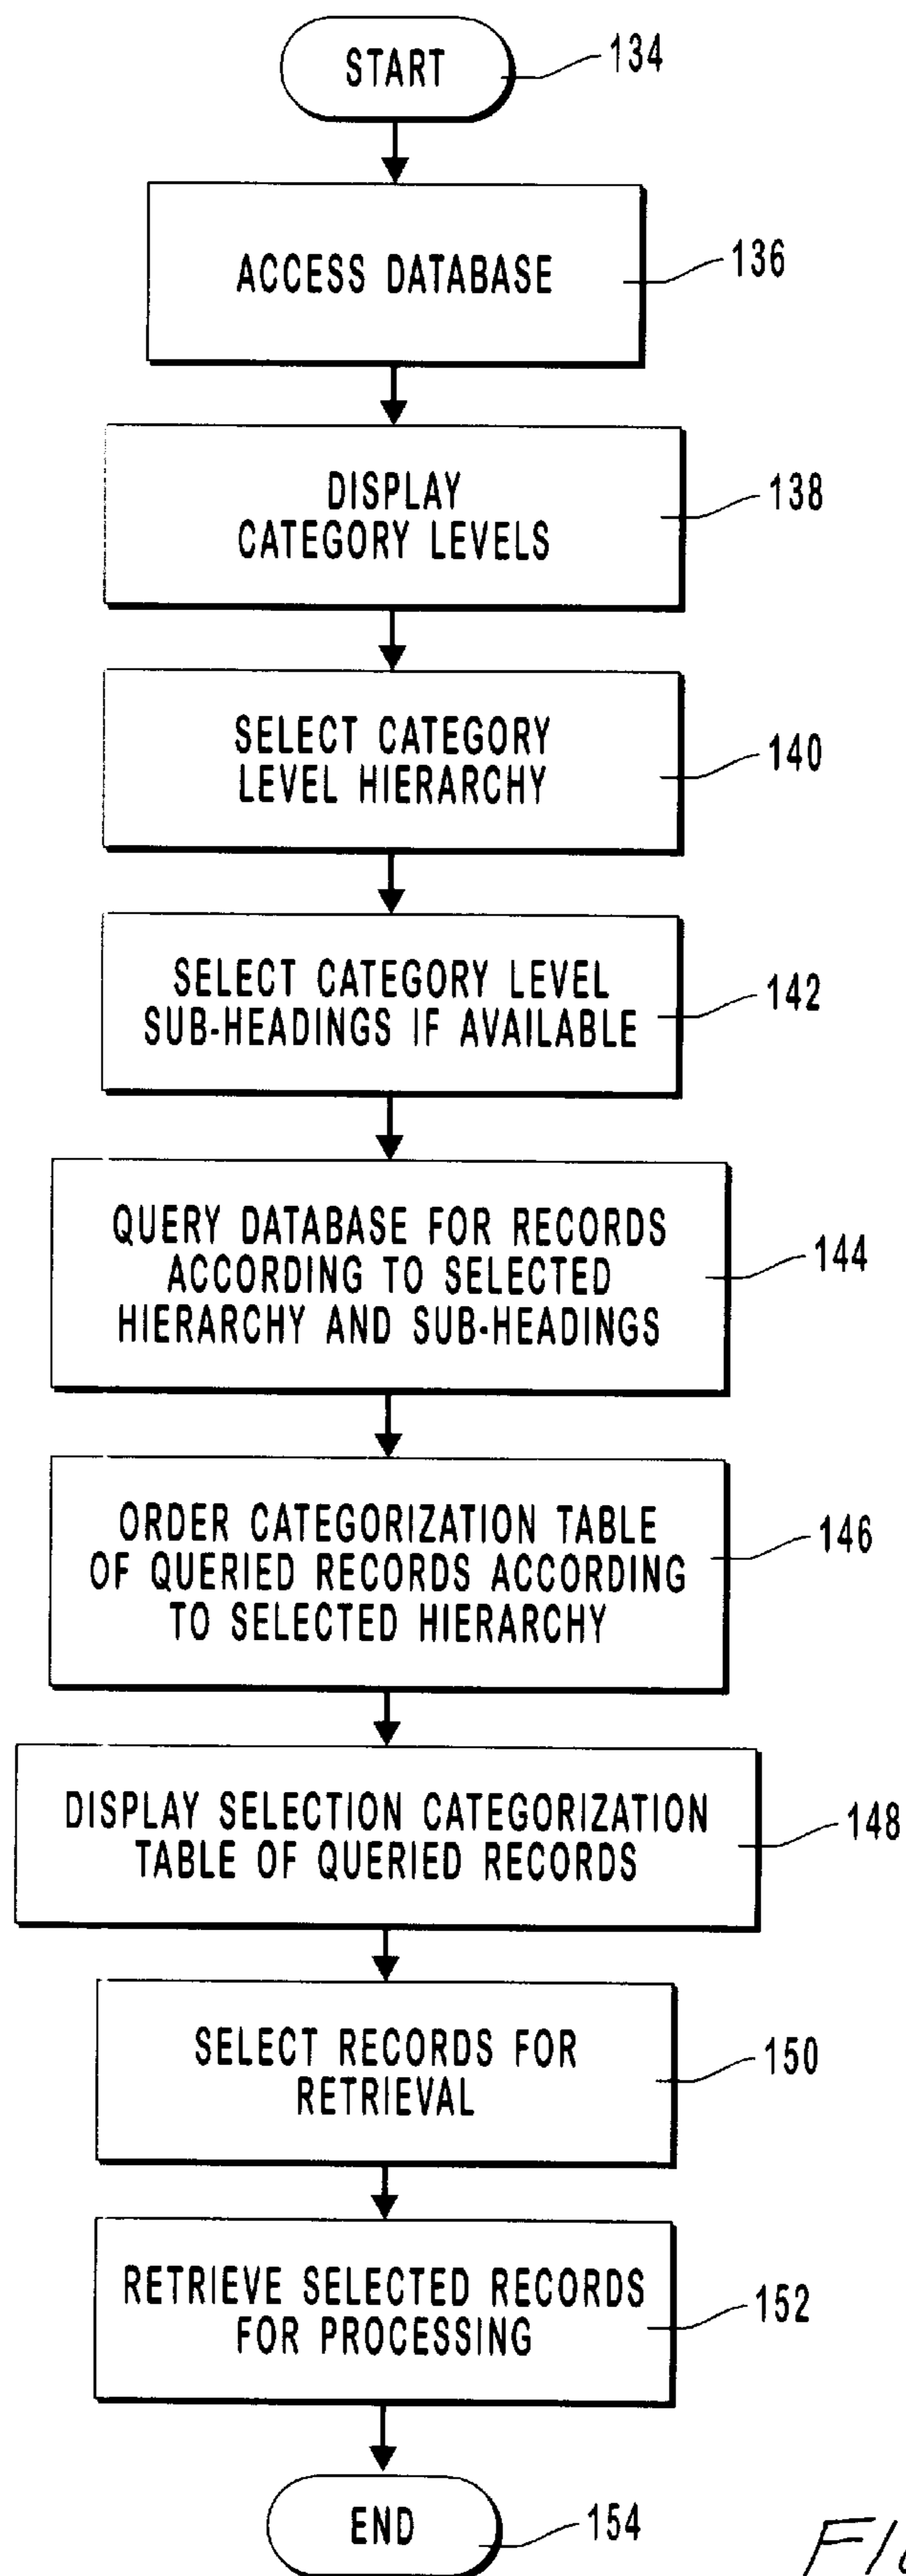 START
134
ACCESS DATABASE
136
DISPLAY
CATEGORY LEVELS
138
SELECT CATEGORY
LEVEL HIERARCHY
140
SELECT CATEGORY LEVEL
SUB-HEADINGS IF AVAILABLE
142
QUERY DATABASE FOR RECORDS
ACCORDING TO SELECTED
HIERARCHY AND SUB-HEADINGS
144
ORDER CATEGORIZATION TABLE
OF QUERIED RECORDS ACCORDING
TO SELECTED HIERARCHY
146
DISPLAY SELECTION CATEGORIZATION
TABLE OF QUERIED RECORDS
148
SELECT RECORDS FOR
RETRIEVAL
150
RETRIEVE SELECTED RECORDS
FOR PROCESSING
152
END
154